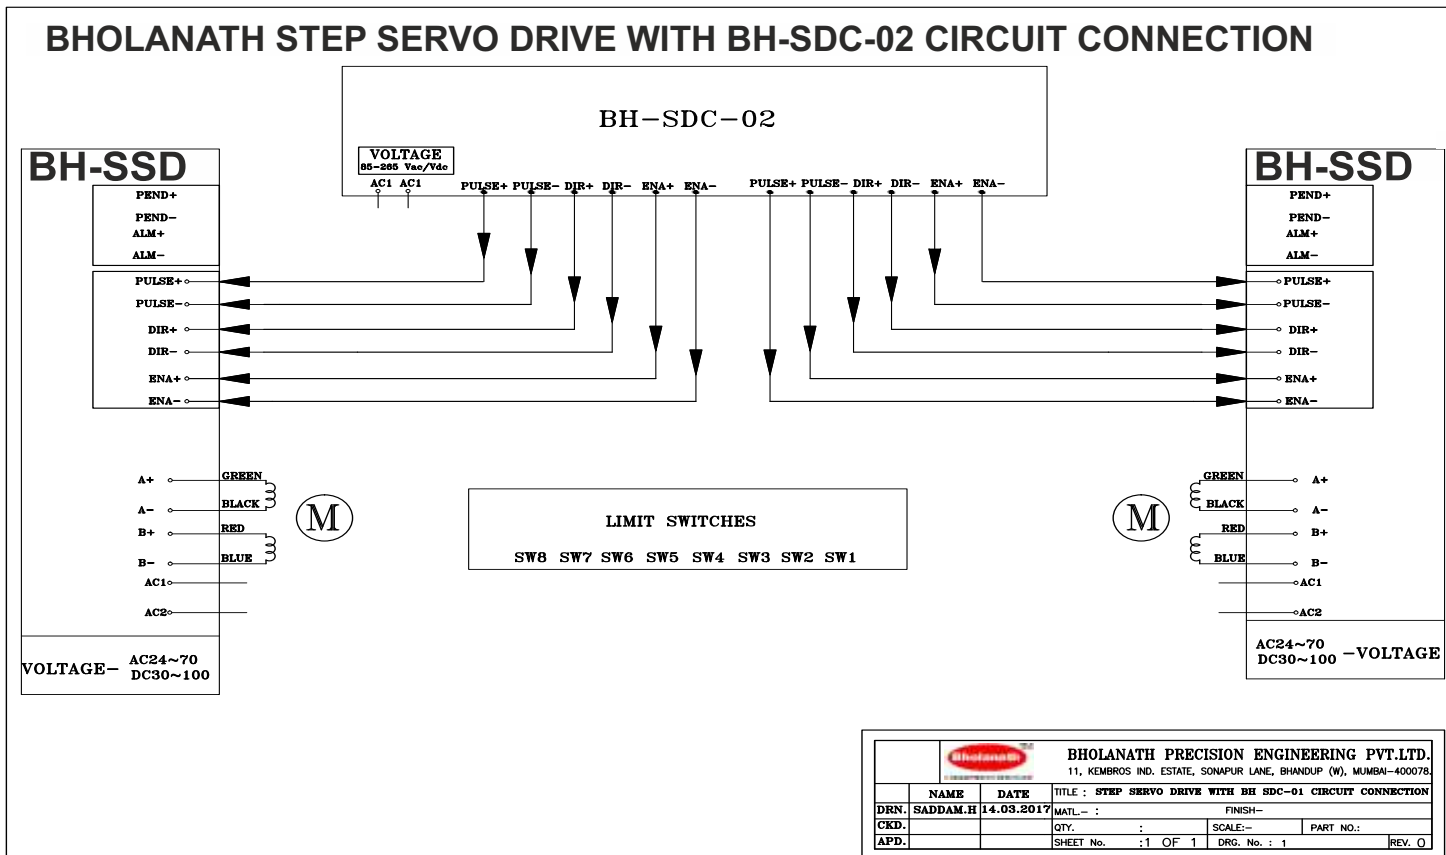 BHOLANATH STEP SERVO DRIVE WITH BH-SDC-02 CIRCUIT CONNECTION
BH-SDC-02
VOLTAGE
85-265 Vac/Vdc
AC1 AC1
PULSE+ PULSE- DIR+ DIR- ENA+ ENA-
PULSE+ PULSE- DIR+ DIR- ENA+ ENA-
BH-SSD
PEND+
PEND-
ALM+
ALM-
PULSE+
PULSE-
DIR+
DIR-
ENA+
ENA-
A+ GREEN
A- BLACK
B+ RED
B- BLUE
AC1
AC2
M
VOLTAGE- AC24~70
DC30~100
LIMIT SWITCHES
SW8 SW7 SW6 SW5 SW4 SW3 SW2 SW1
BH-SSD
PEND+
PEND-
ALM+
ALM-
PULSE+
PULSE-
DIR+
DIR-
ENA+
ENA-
M
GREEN A+
BLACK A-
RED B+
BLUE B-
AC1
AC2
AC24~70
DC30~100 -VOLTAGE
Bholanath
BHOLANATH PRECISION ENGINEERING PVT.LTD.
11, KEMBROS IND. ESTATE, SONAPUR LANE, BHANDUP (W), MUMBAI-400078.
NAME DATE TITLE : STEP SERVO DRIVE WITH BH SDC-01 CIRCUIT CONNECTION
DRN. SADDAM.H 14.03.2017 MATL.- : FINISH-
CKD. QTY. : SCALE:- PART NO.:
APD. SHEET No. :1 OF 1 DRG. No. : 1 REV. 0